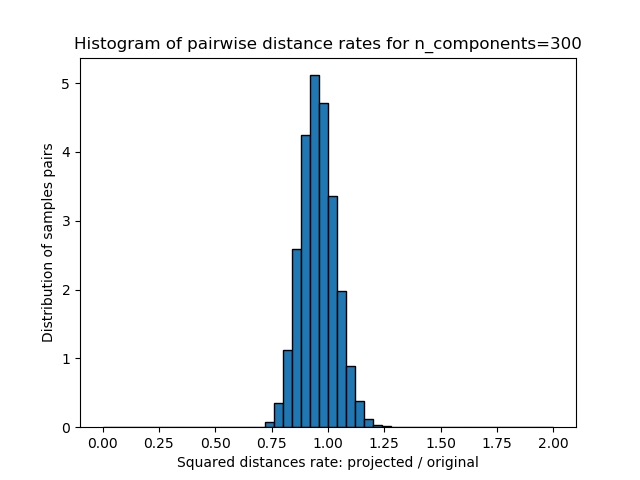 Histogram of pairwise distance rates for n_components=300
Distribution of samples pairs
5
4
3
2
1
0
0.00 0.25 0.50 0.75 1.00 1.25 1.50 1.75 2.00
Squared distances rate: projected / original